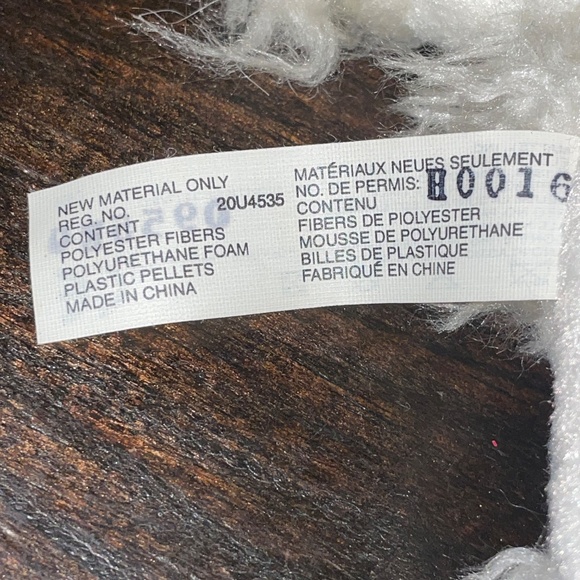 NEW MATERIAL ONLY
REG. NO. 20U4535
CONTENT
POLYESTER FIBERS
POLYURETHANE FOAM
PLASTIC PELLETS
MADE IN CHINA
MATÉRIAUX NEUES SEULEMENT
NO. DE PERMIS: H0016
CONTENU
FIBERS DE PIOLYESTER
MOUSSE DE POLYURETHANE
BILLES DE PLASTIQUE
FABRIQUÉ EN CHINE